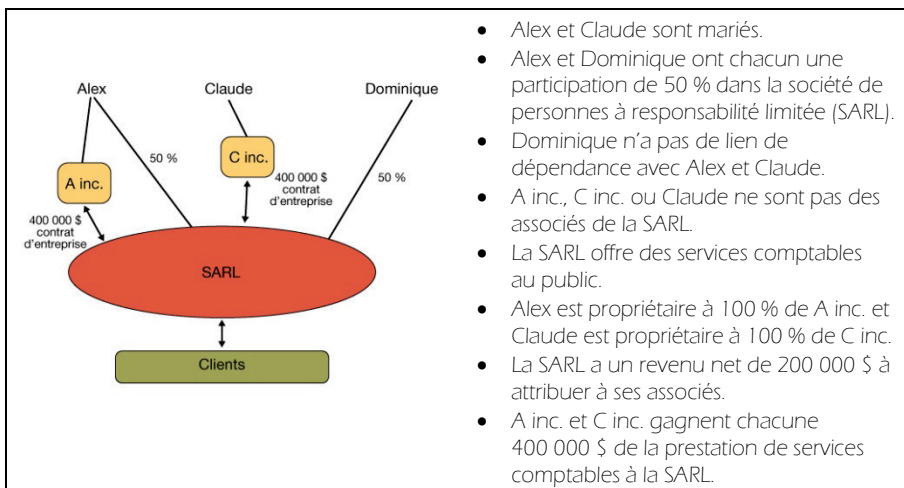 Alex
Claude
Dominique
A inc.
C inc.
50 %
50 %
400 000 $
contrat
d'entreprise
400 000 $
contrat
d'entreprise
SARL
Clients
• Alex et Claude sont mariés.
• Alex et Dominique ont chacun une
participation de 50 % dans la société de
personnes à responsabilité limitée (SARL).
• Dominique n'a pas de lien de
dépendance avec Alex et Claude.
• A inc., C inc. ou Claude ne sont pas des
associés de la SARL.
• La SARL offre des services comptables
au public.
• Alex est propriétaire à 100 % de A inc. et
Claude est propriétaire à 100 % de C inc.
• La SARL a un revenu net de 200 000 $ à
attribuer à ses associés.
• A inc. et C inc. gagnent chacune
400 000 $ de la prestation de services
comptables à la SARL.